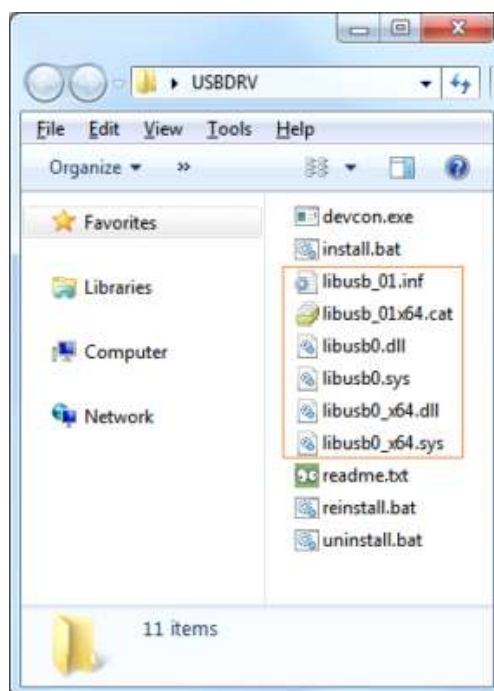 USBDRV
File Edit View Tools Help
Organize »
Favorites
Libraries
Computer
Network
devcon.exe
install.bat
libusb_01.inf
libusb_01x64.cat
libusb0.dll
libusb0.sys
libusb0_x64.dll
libusb0_x64.sys
readme.txt
reinstall.bat
uninstall.bat
11 items